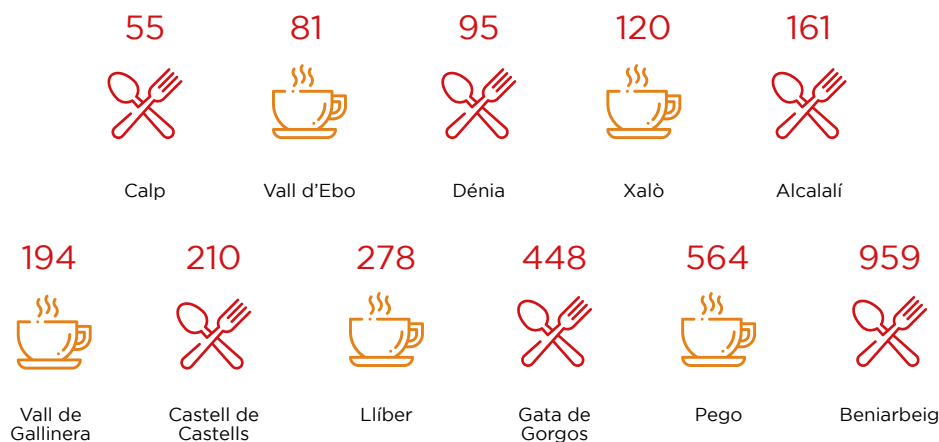 55 81 95 120 161
Calp Vall d'Ebo Dénia Xalò Alcalalí
194 210 278 448 564 959
Vall de Castell de Llíber Gata de Pego Beniarbeig
Gallinera Castells Gorgos